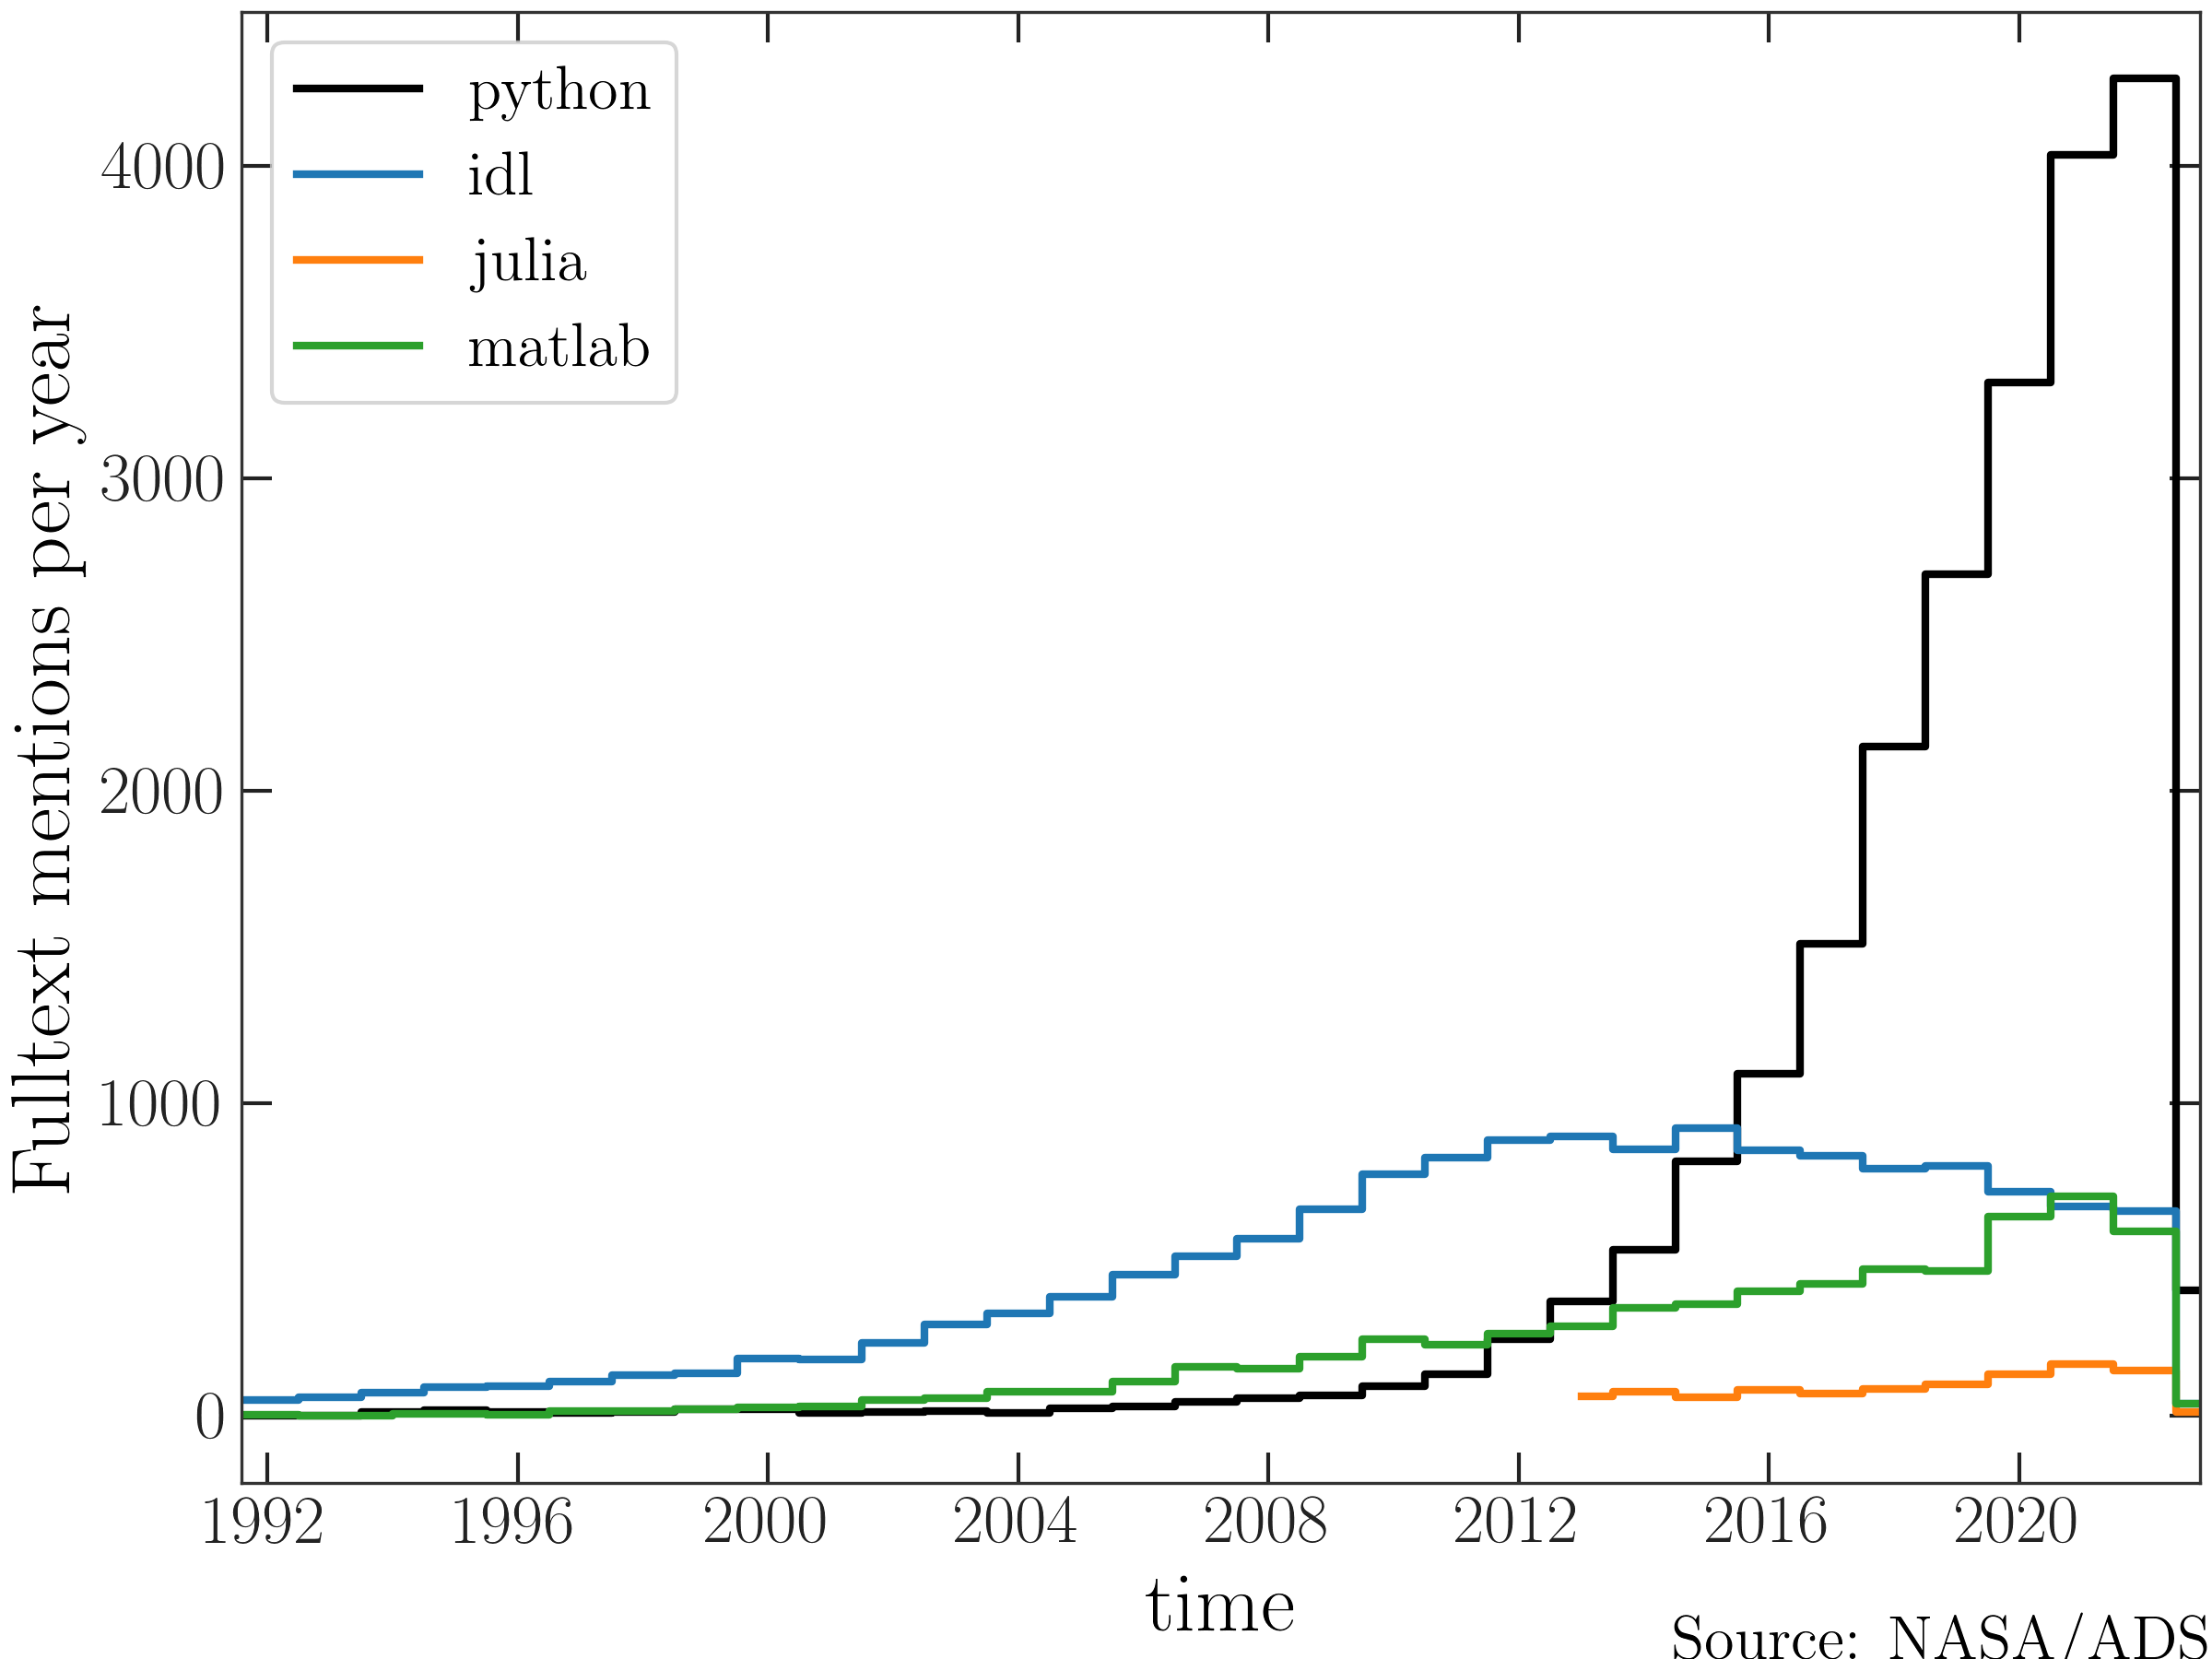 python
idl
julia
matlab
Fulltext mentions per year
4000
3000
2000
1000
0
1992 1996 2000 2004 2008 2012 2016 2020
time
Source: NASA/ADS